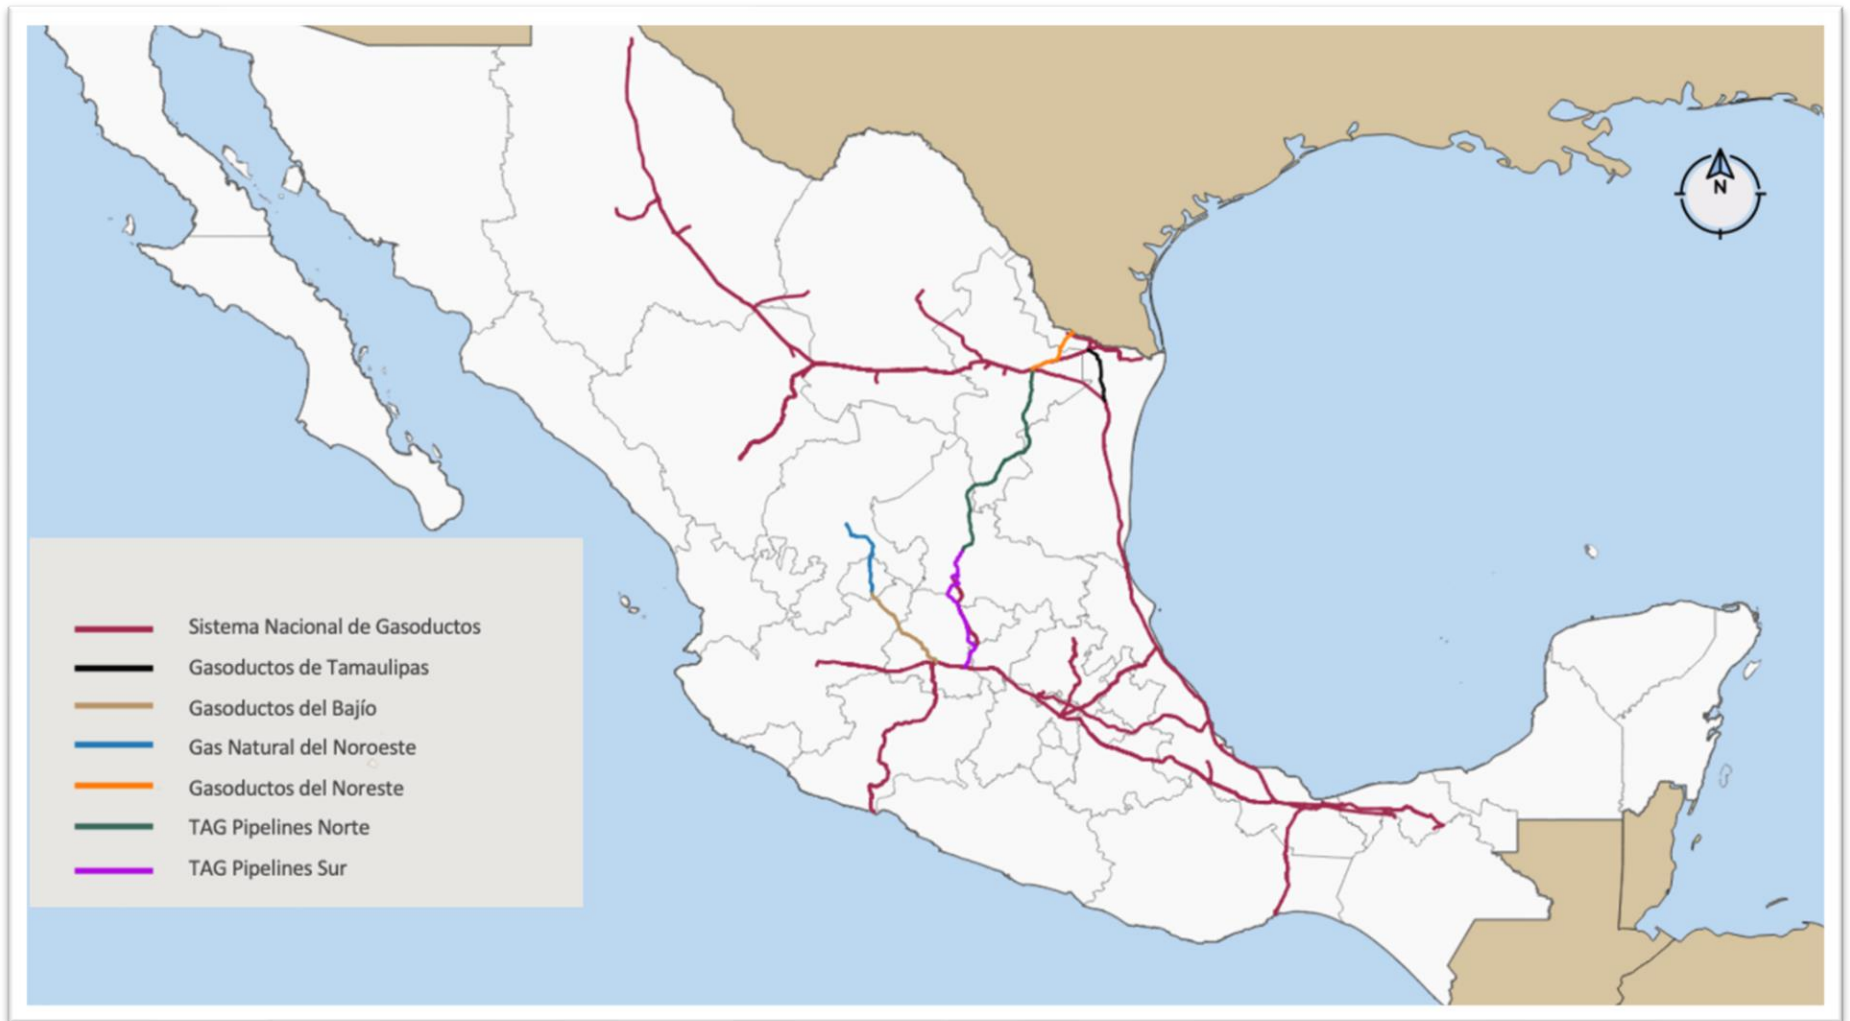 N
Sistema Nacional de Gasoductos
Gasoductos de Tamaulipas
Gasoductos del Bajío
Gas Natural del Noroeste
Gasoductos del Noreste
TAG Pipelines Norte
TAG Pipelines Sur